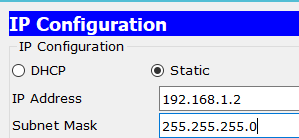 IP Configuration
IP Configuration
DHCP Static
IP Address 192.168.1.2
Subnet Mask 255.255.255.0